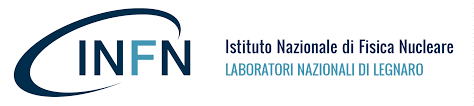 INFN
Istituto Nazionale di Fisica Nucleare
LABORATORI NAZIONALI DI LEGNARO